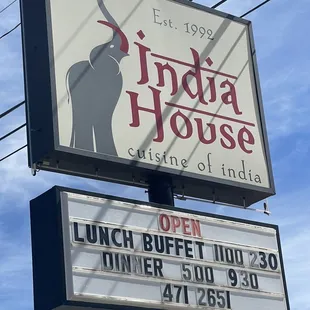 Est. 1992
India
House
cuisine of india
OPEN
LUNCH BUFFET 1100 230
DINNER 500 930
471 2651